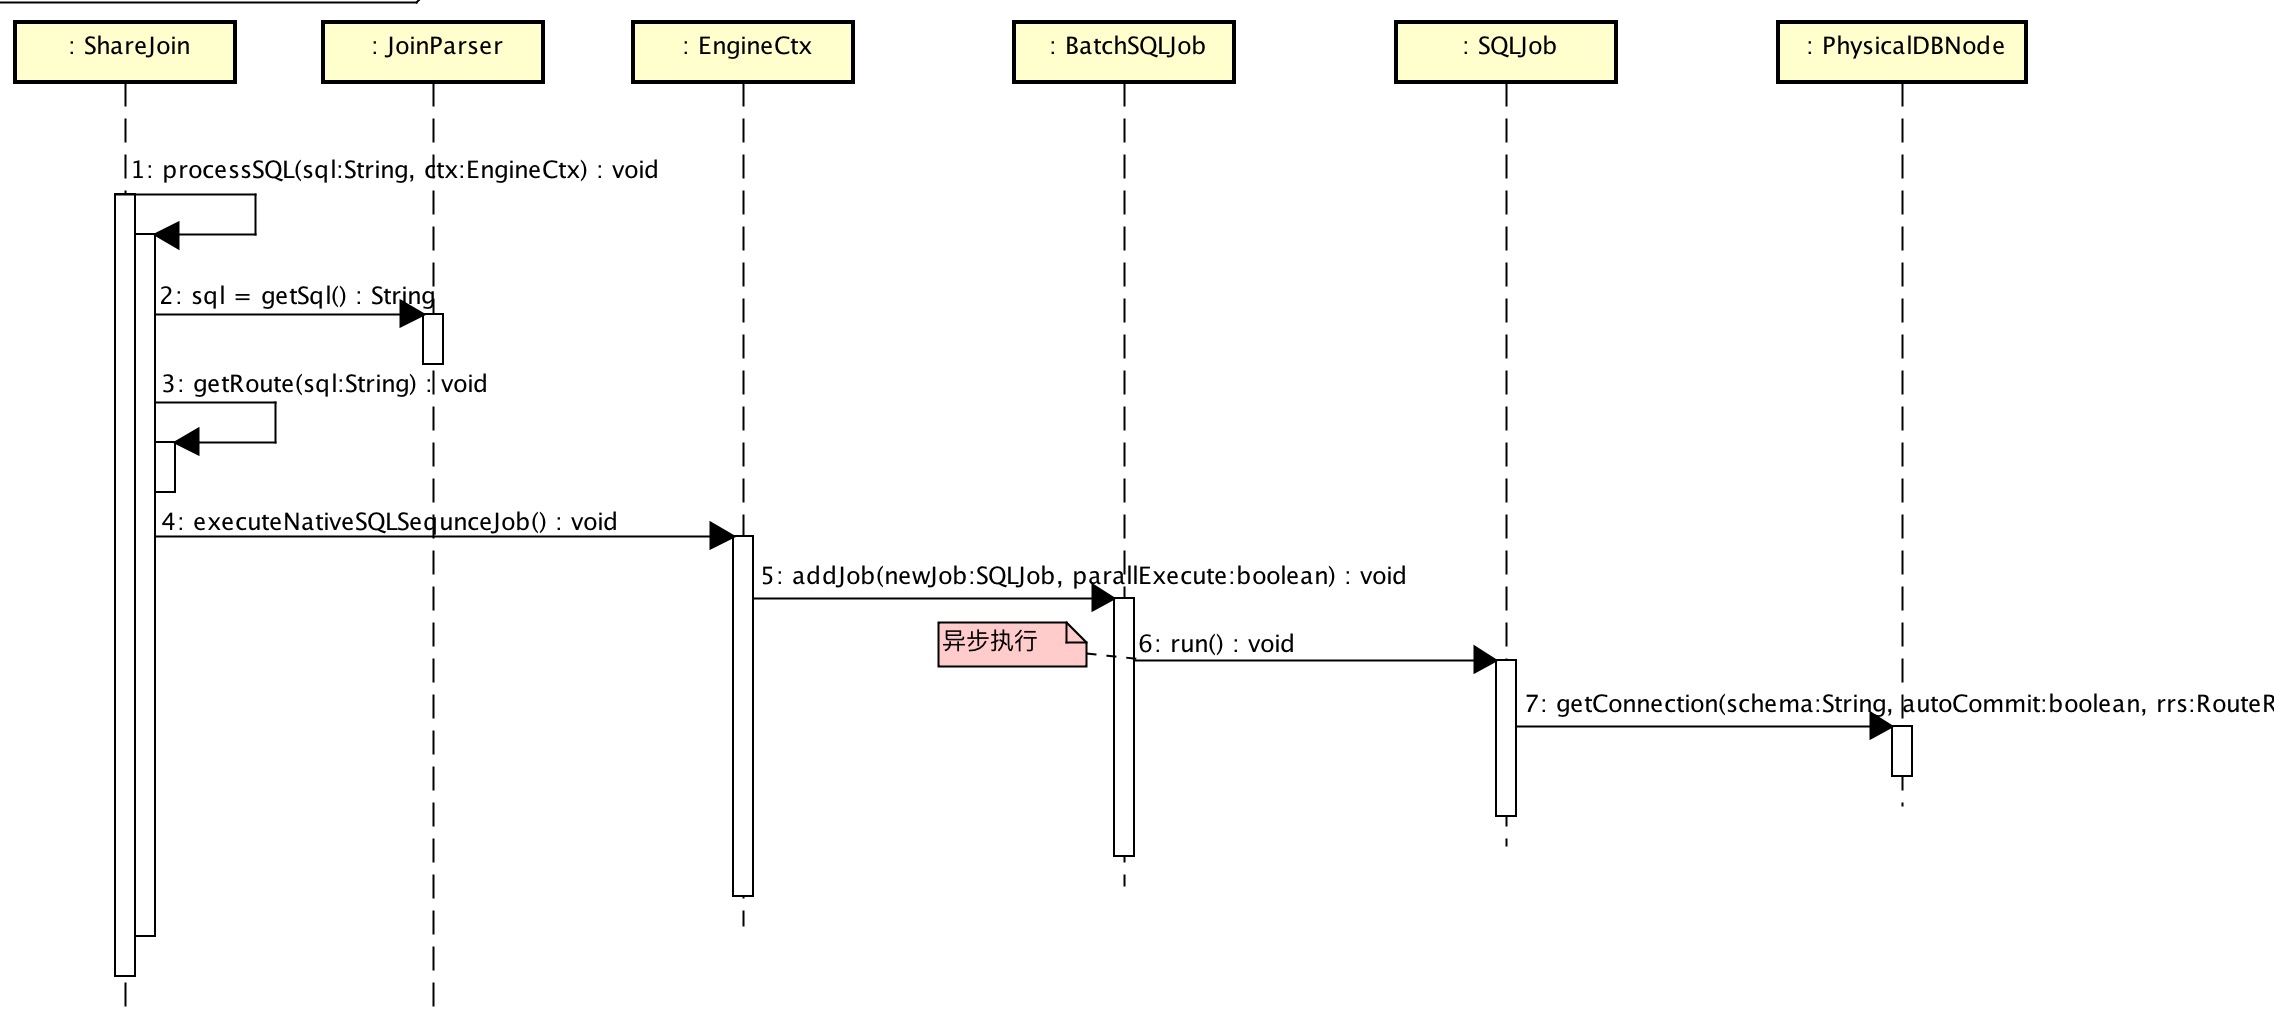 : ShareJoin
: JoinParser
: EngineCtx
: BatchSQLJob
: SQLJob
: PhysicalDBNode
1: processSQL(sql:String, ctx:EngineCtx) : void
2: sql = getSql() : String
3: getRoute(sql:String) : void
4: executeNativeSQLSequnceJob() : void
5: addJob(newJob:SQLJob, parallExecute:boolean) : void
异步执行
6: run() : void
7: getConnection(schema:String, autoCommit:boolean, rrs:RouteR